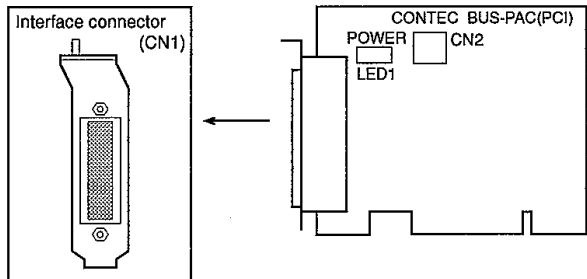 Interface connector
(CN1)
CONTEC BUS-PAC(PCI)
POWER
CN2
LED1